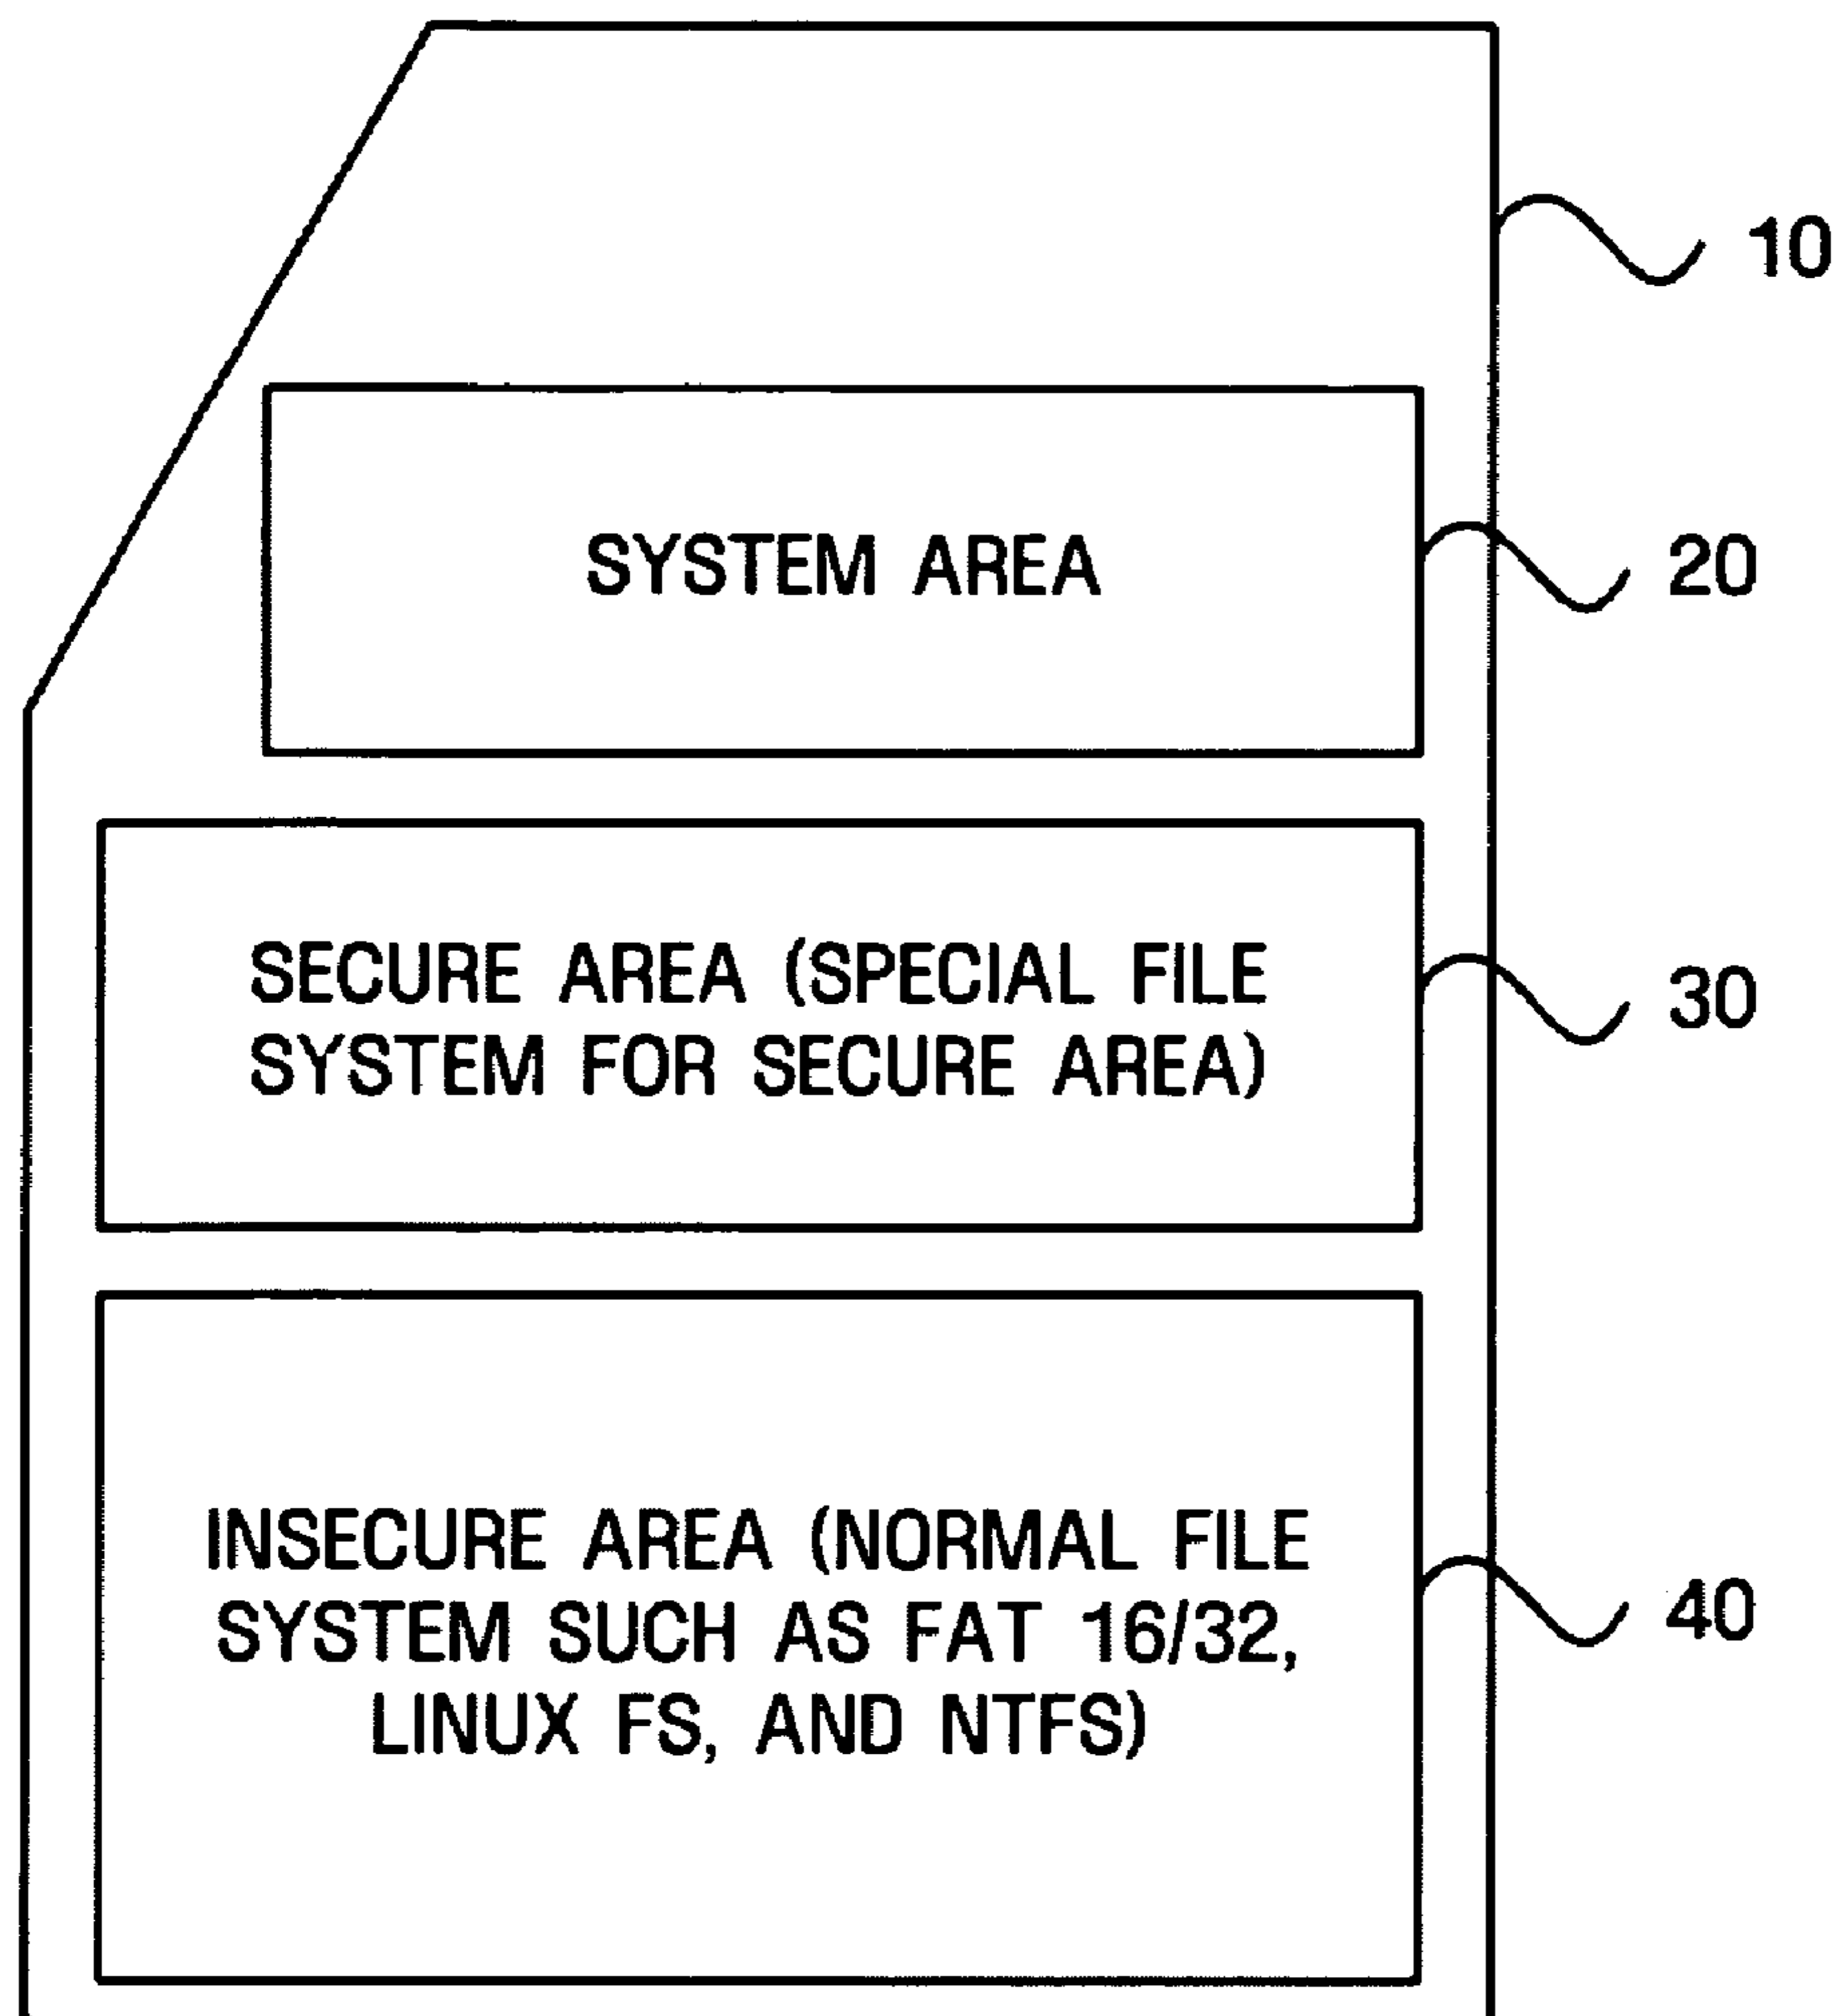 10
SYSTEM AREA
20
SECURE AREA (SPECIAL FILE
SYSTEM FOR SECURE AREA)
30
INSECURE AREA (NORMAL FILE
SYSTEM SUCH AS FAT 16/32,
LINUX FS, AND NTFS)
40